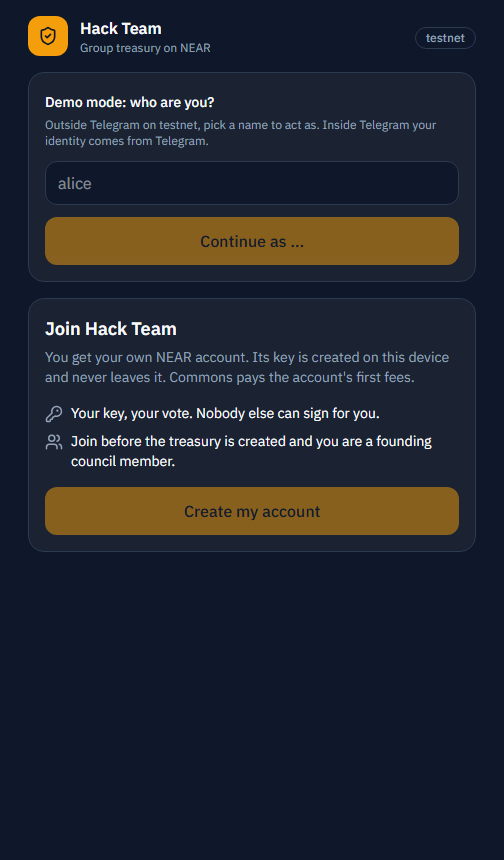 Hack Team
Group treasury on NEAR
testnet
Demo mode: who are you?
Outside Telegram on testnet, pick a name to act as. Inside Telegram your
identity comes from Telegram.
alice
Continue as ...
Join Hack Team
You get your own NEAR account. Its key is created on this device
and never leaves it. Commons pays the account's first fees.
Your key, your vote. Nobody else can sign for you.
Join before the treasury is created and you are a founding
council member.
Create my account